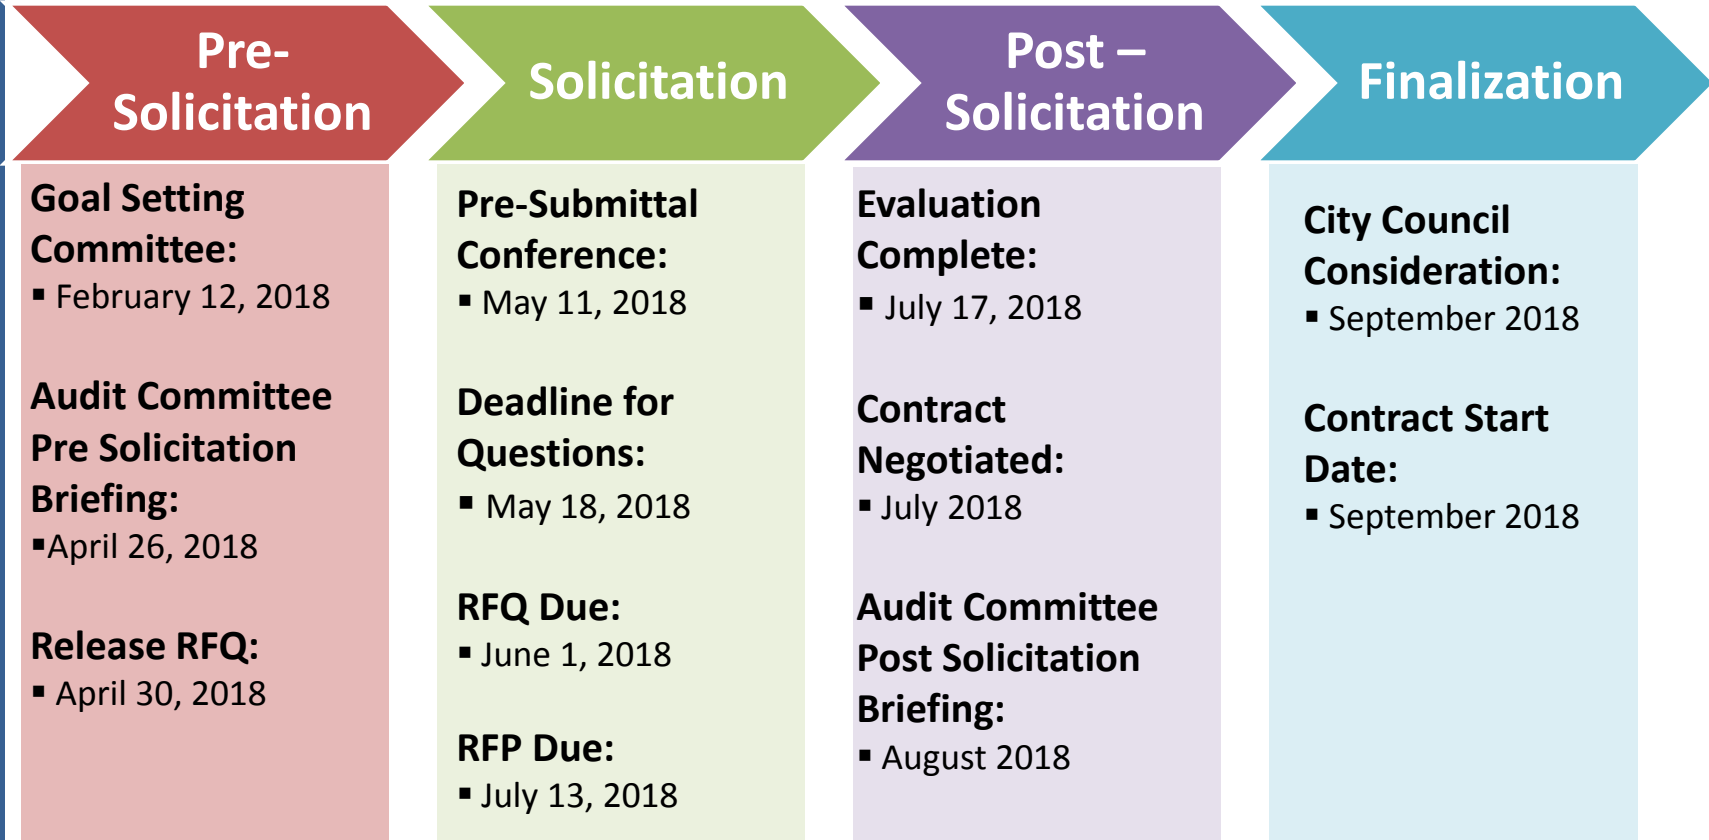 Pre-
Solicitation
Goal Setting
Committee:
▪ February 12, 2018
Audit Committee
Pre Solicitation
Briefing:
▪April 26, 2018
Release RFQ:
▪ April 30, 2018
Solicitation
Pre-Submittal
Conference:
▪ May 11, 2018
Deadline for
Questions:
▪ May 18, 2018
RFQ Due:
▪ June 1, 2018
RFP Due:
▪ July 13, 2018
Post –
Solicitation
Evaluation
Complete:
▪ July 17, 2018
Contract
Negotiated:
▪ July 2018
Audit Committee
Post Solicitation
Briefing:
▪ August 2018
Finalization
City Council
Consideration:
▪ September 2018
Contract Start
Date:
▪ September 2018